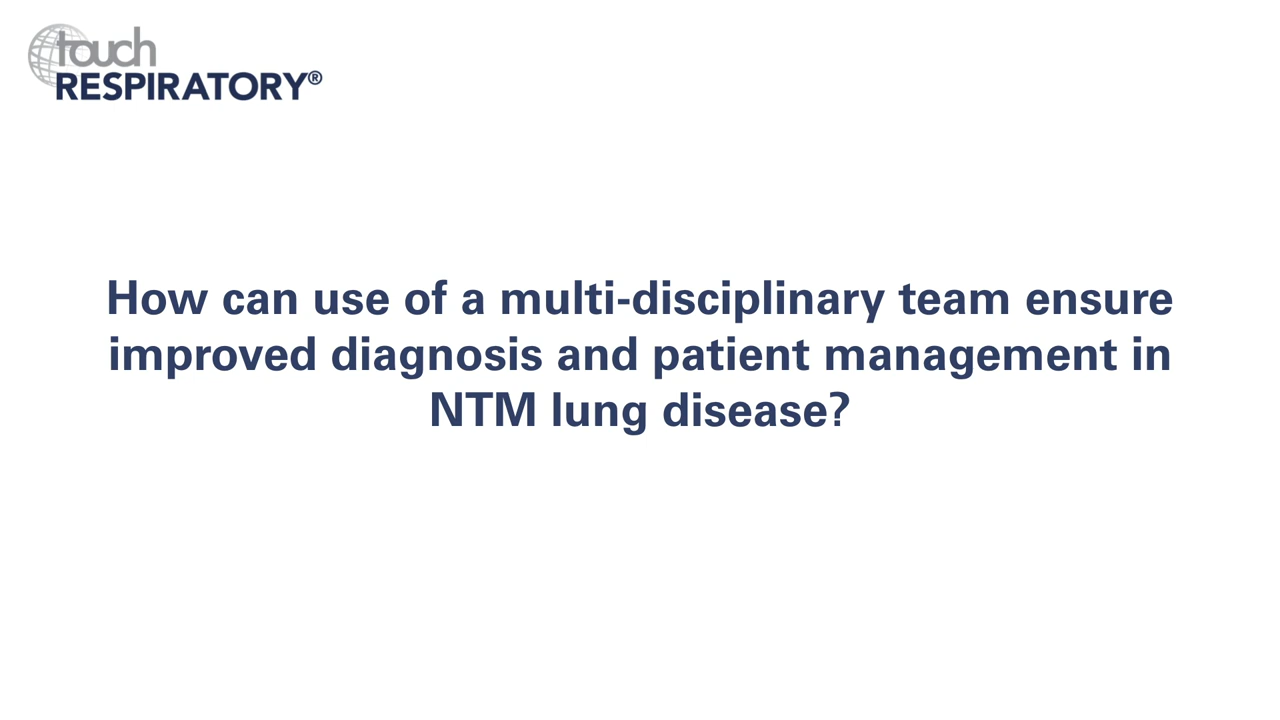 touch
RESPIRATORY®
How can use of a multi-disciplinary team ensure
improved diagnosis and patient management in
NTM lung disease?